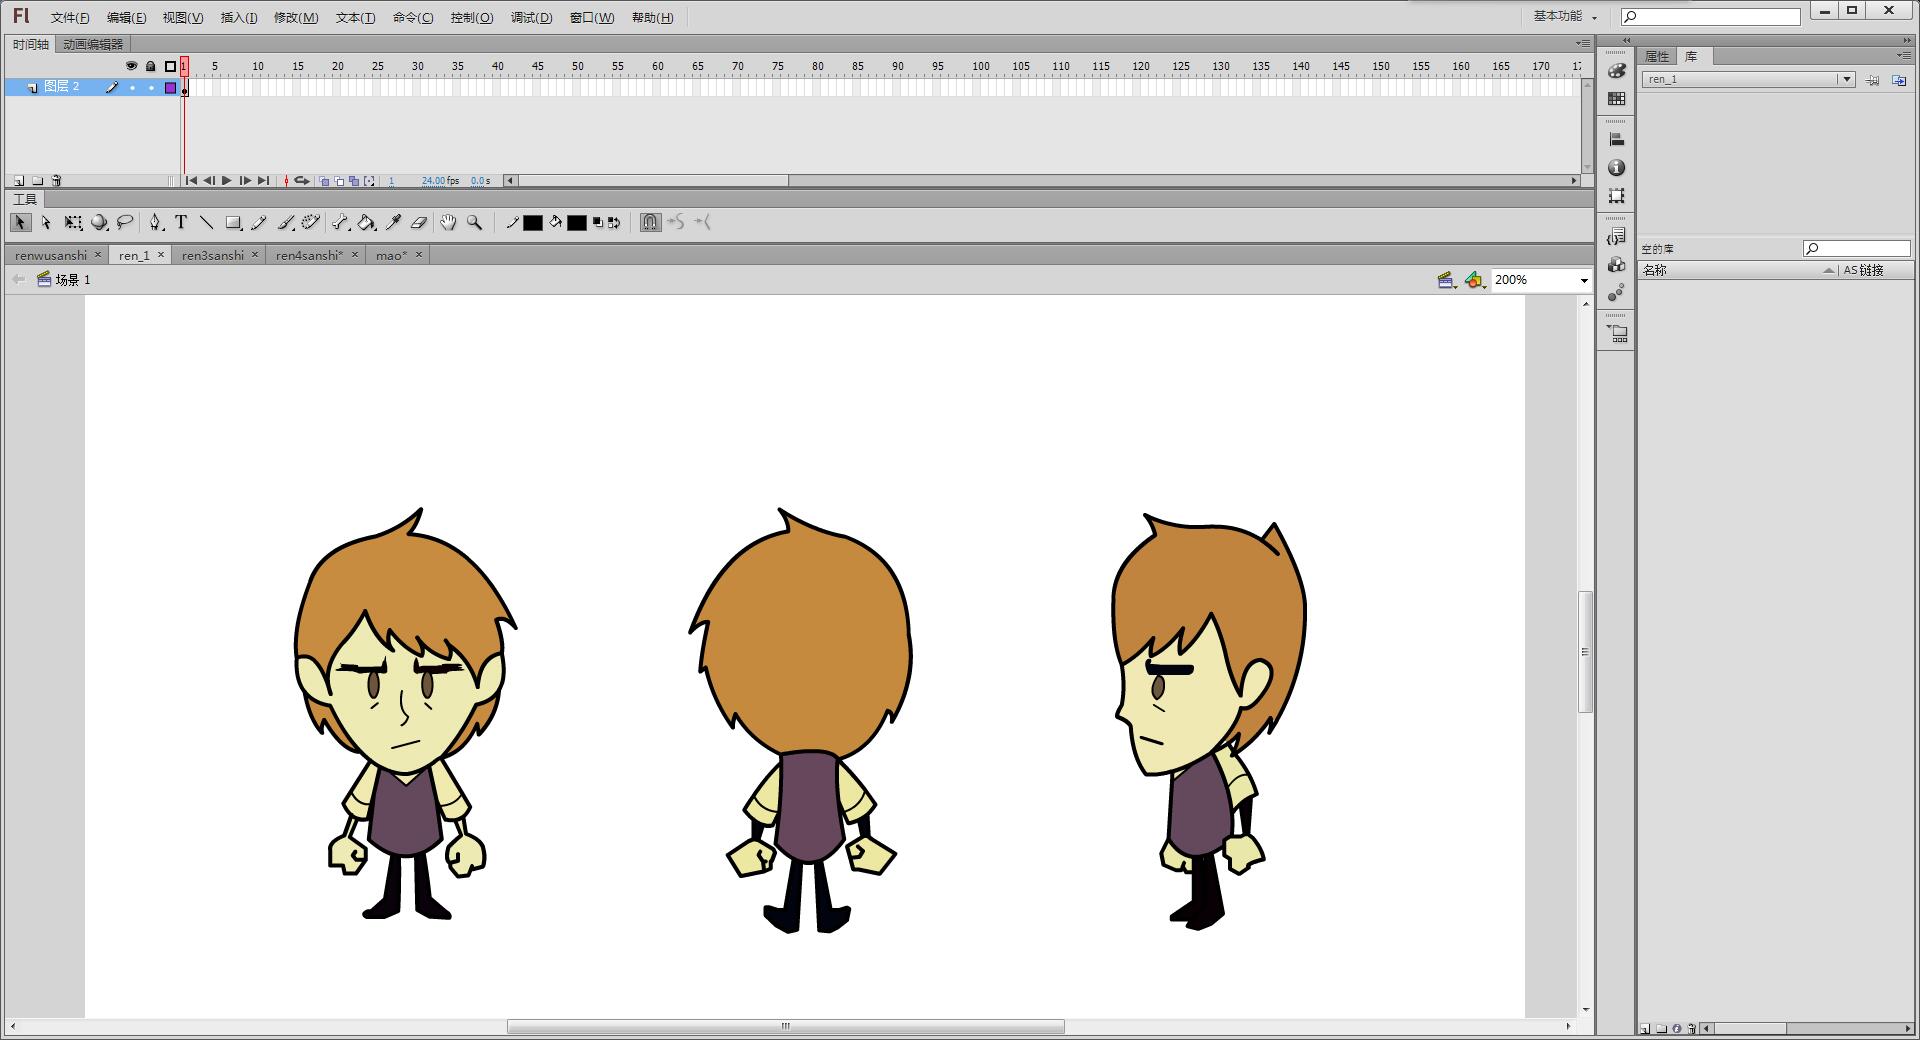 Fl 文件(F) 编辑(E) 视图(V) 插入(I) 修改(M) 文本(T) 命令(C) 控制(O) 调试(D) 窗口(W) 帮助(H) 基本功能
时间轴 动画编辑器
1 5 10 15 20 25 30 35 40 45 50 55 60 65 70 75 80 85 90 95 100 105 110 115 120 125 130 135 140 145 150 155 160 165 170
图层 2
1 24.00 fps 0.0 s
工具
T
renwusanshi × ren_1 × ren3sanshi × ren4sanshi* × mao* ×
场景 1 200%
属性 库
ren_1
空的库
名称 AS 链接